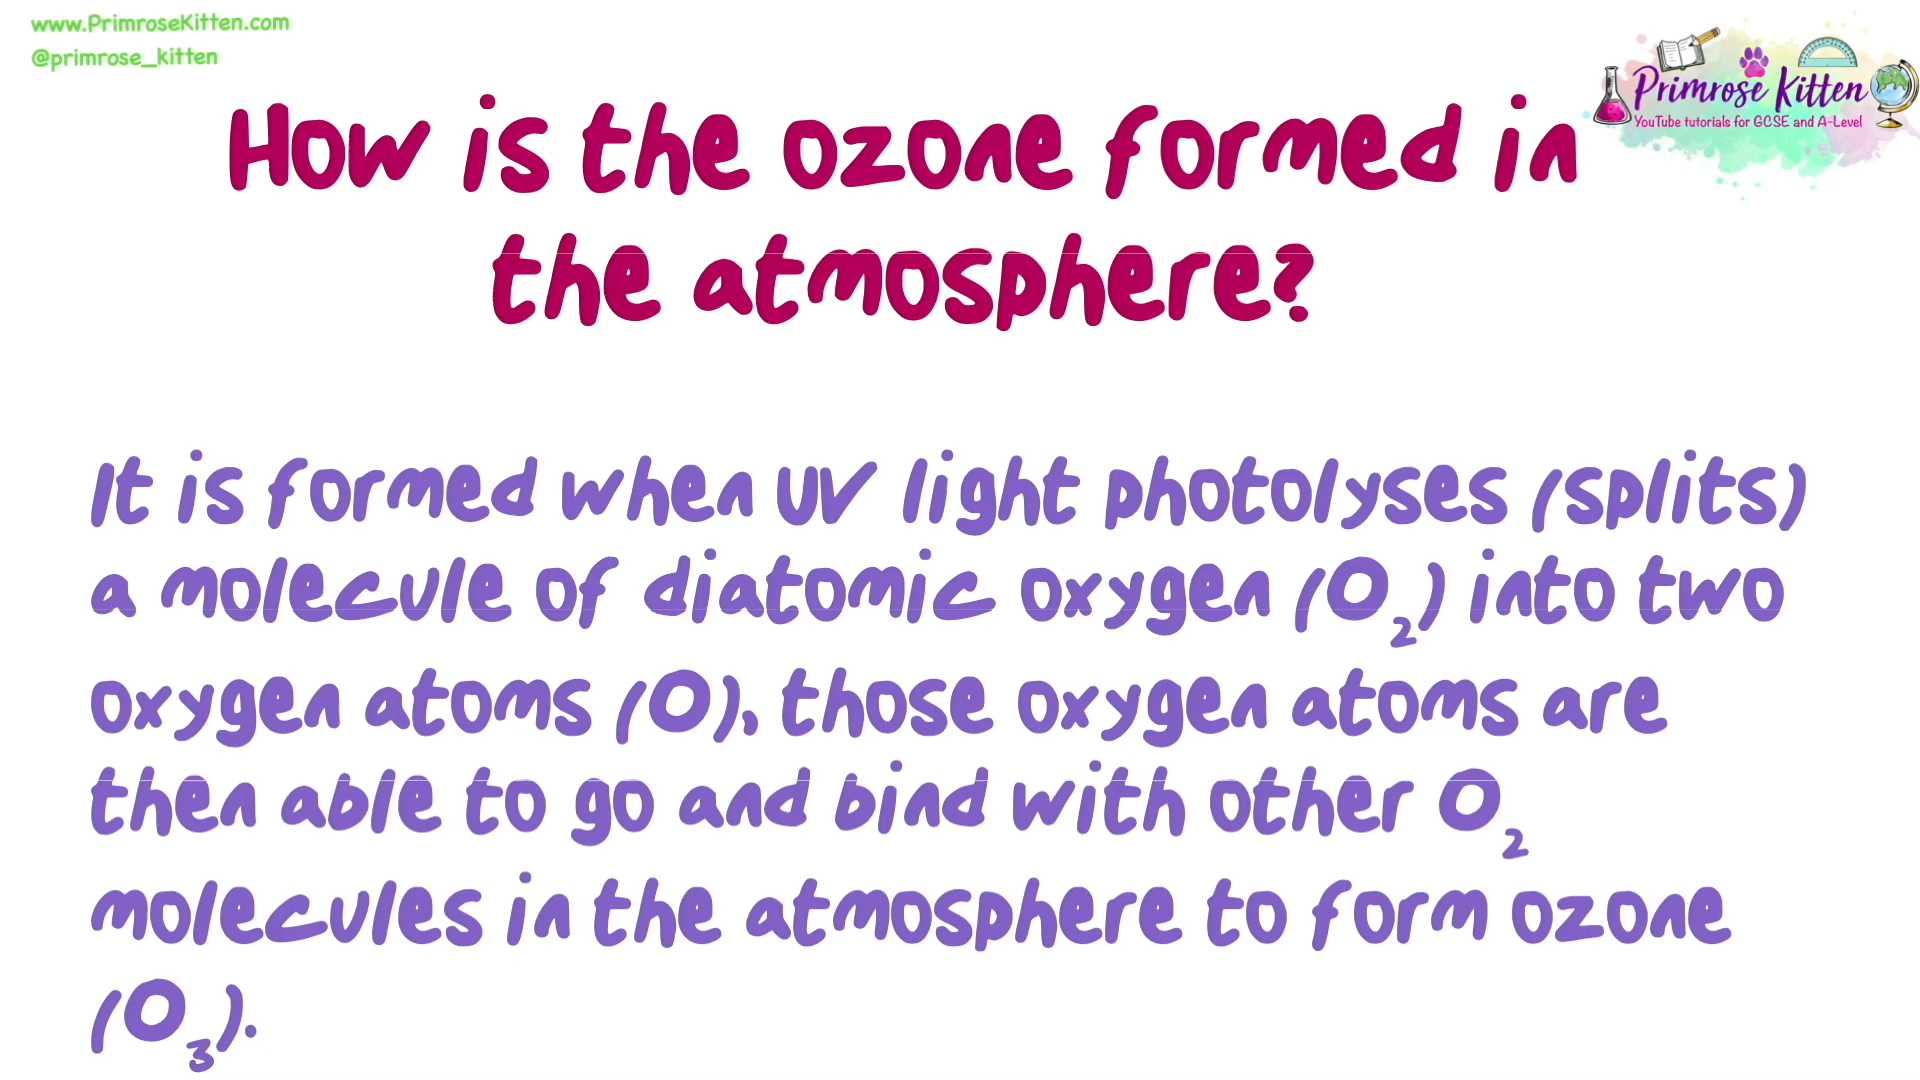 www.PrimroseKitten.com
@primrose_kitten
Primrose Kitten
YouTube tutorials for GCSE and A-Level
How is the ozone formed in
the atmosphere?
It is formed when UV light photolyses (splits)
a molecule of diatomic oxygen (O₂) into two
oxygen atoms (O), those oxygen atoms are
then able to go and bind with other O₂
molecules in the atmosphere to form ozone
(O₃).